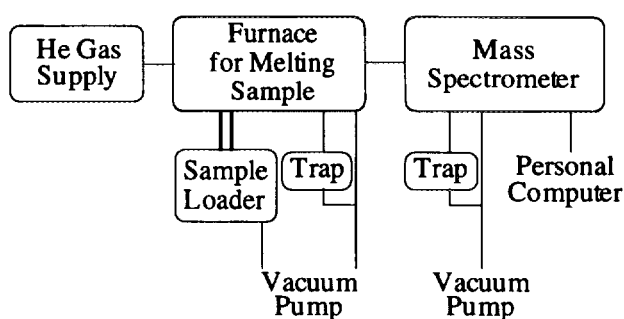 He Gas
Supply
Furnace
for Melting
Sample
Mass
Spectrometer
Sample
Loader
Trap
Trap
Personal
Computer
Vacuum
Pump
Vacuum
Pump